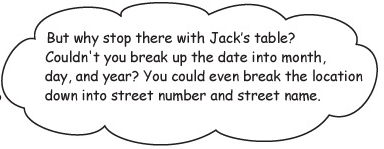 But why stop there with Jack's table?
Couldn't you break up the date into month,
day, and year? You could even break the location
down into street number and street name.